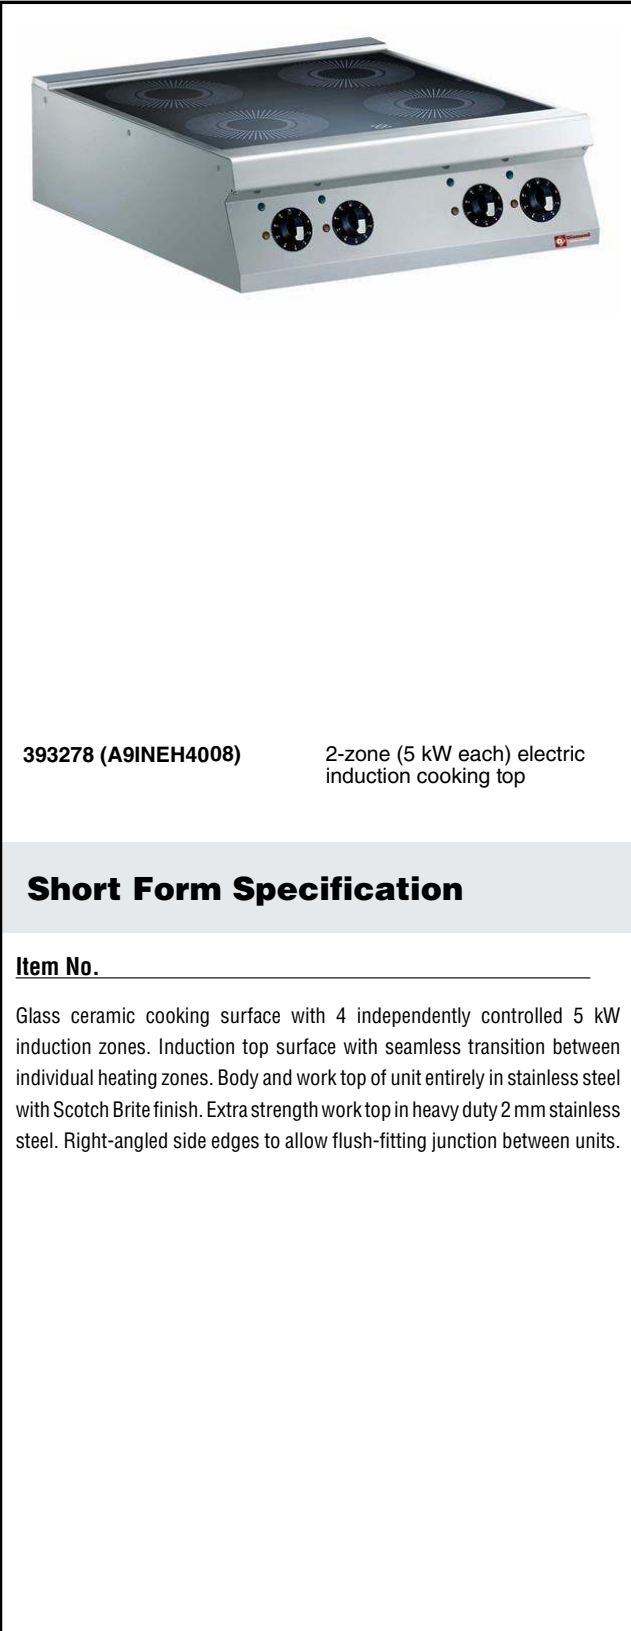 Diamond
393278 (A9INEH4008)
2-zone (5 kW each) electric
induction cooking top
Short Form Specification
Item No.
Glass ceramic cooking surface with 4 independently controlled 5 kW
induction zones. Induction top surface with seamless transition between
individual heating zones. Body and work top of unit entirely in stainless steel
with Scotch Brite finish. Extra strength work top in heavy duty 2 mm stainless
steel. Right-angled side edges to allow flush-fitting junction between units.